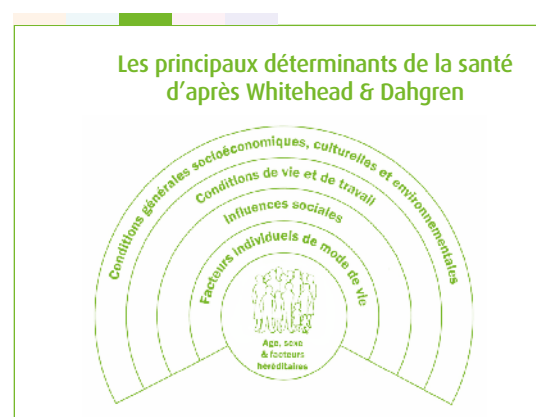 Les principaux déterminants de la santé
d'après Whitehead & Dahgren
Conditions générales socioéconomiques, culturelles et environnementales
Conditions de vie et de travail
Influences sociales
Facteurs individuels de mode de vie
Age, sexe
& facteurs
héréditaires